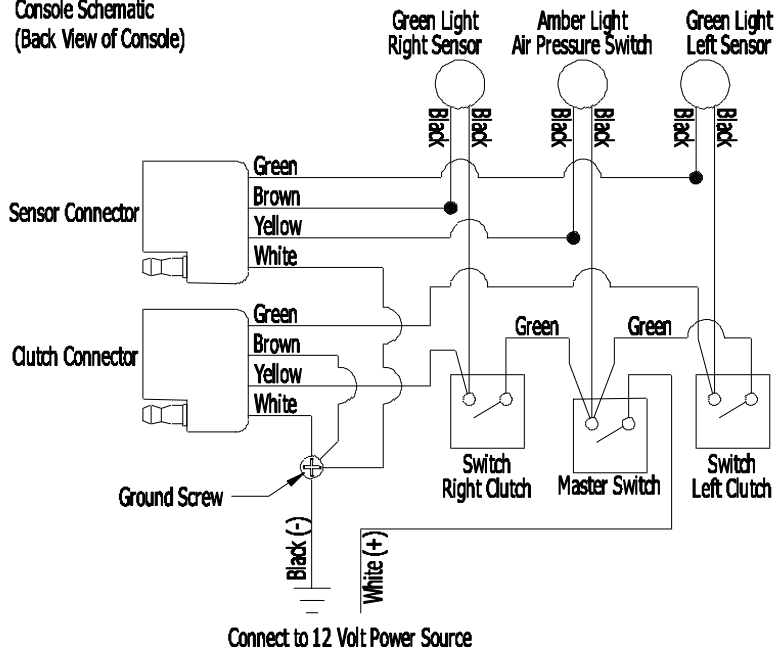 Console Schematic
(Back View of Console)
Green Light
Right Sensor
Amber Light
Air Pressure Switch
Green Light
Left Sensor
Black
Black
Black
Black
Black
Black
Sensor Connector
Green
Brown
Yellow
White
Clutch Connector
Green
Brown
Yellow
White
Green
Green
Switch
Right Clutch
Master Switch
Switch
Left Clutch
Ground Screw
Black (-)
White (+)
Connect to 12 Volt Power Source